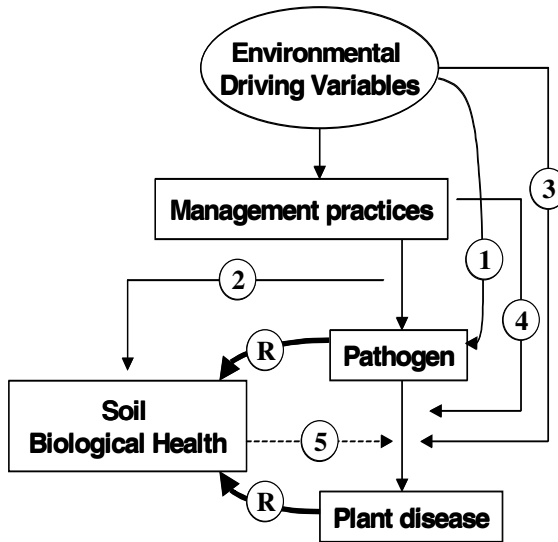 Environmental
Driving Variables
3
Management practices
1
2
4
R
Pathogen
Soil
Biological Health
5
R
Plant disease